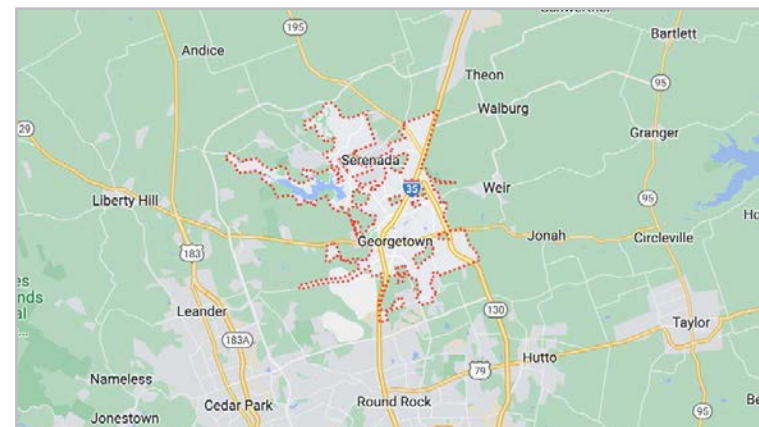 195
Andice
Bartlett
Theon
95
Walburg
29
Granger
Serenada
35
Weir
Liberty Hill
95
Georgetown
Jonah
Circleville
183
Leander
130
Taylor
183A
Hutto
79
Nameless
Cedar Park
Round Rock
95
Jonestown